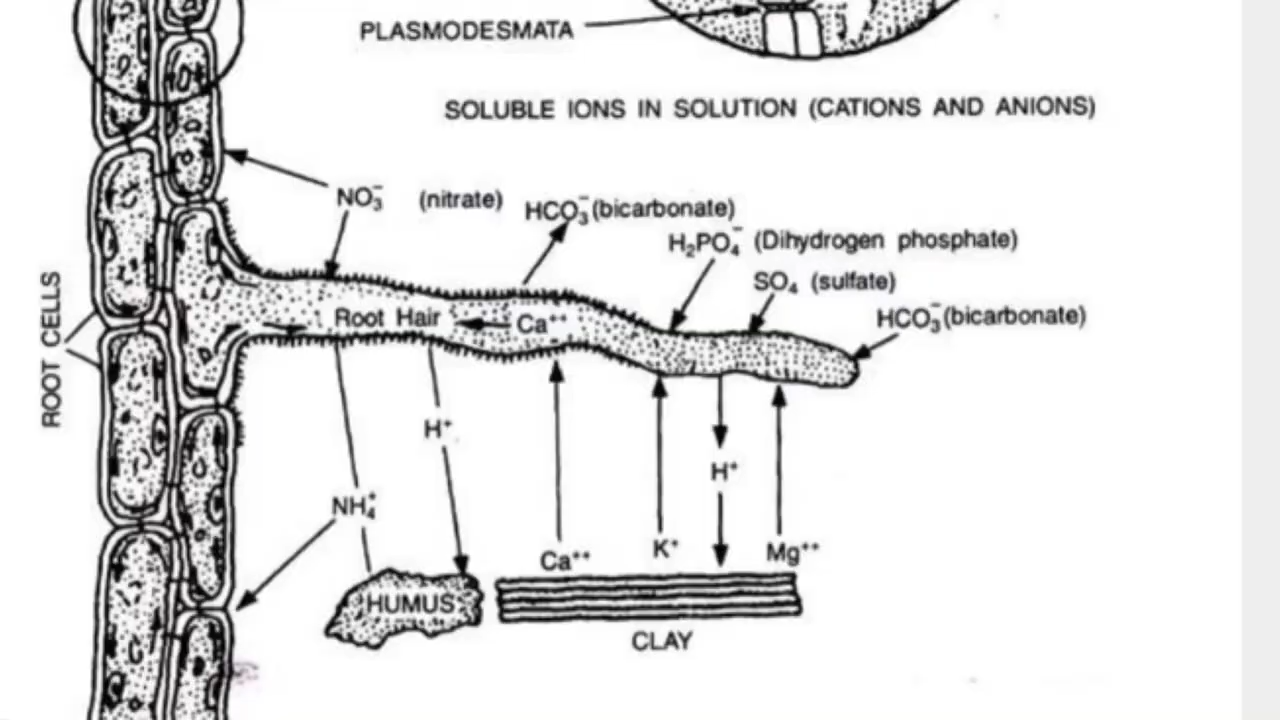 PLASMODESMATA
SOLUBLE IONS IN SOLUTION (CATIONS AND ANIONS)
NO₃⁻ (nitrate)
HCO₃⁻ (bicarbonate)
H₂PO₄⁻ (Dihydrogen phosphate)
SO₄ (sulfate)
HCO₃⁻ (bicarbonate)
Root Hair
Ca⁺⁺
ROOT CELLS
H⁺
H⁺
NH₄⁺
Ca⁺⁺
K⁺
Mg⁺⁺
HUMUS
CLAY